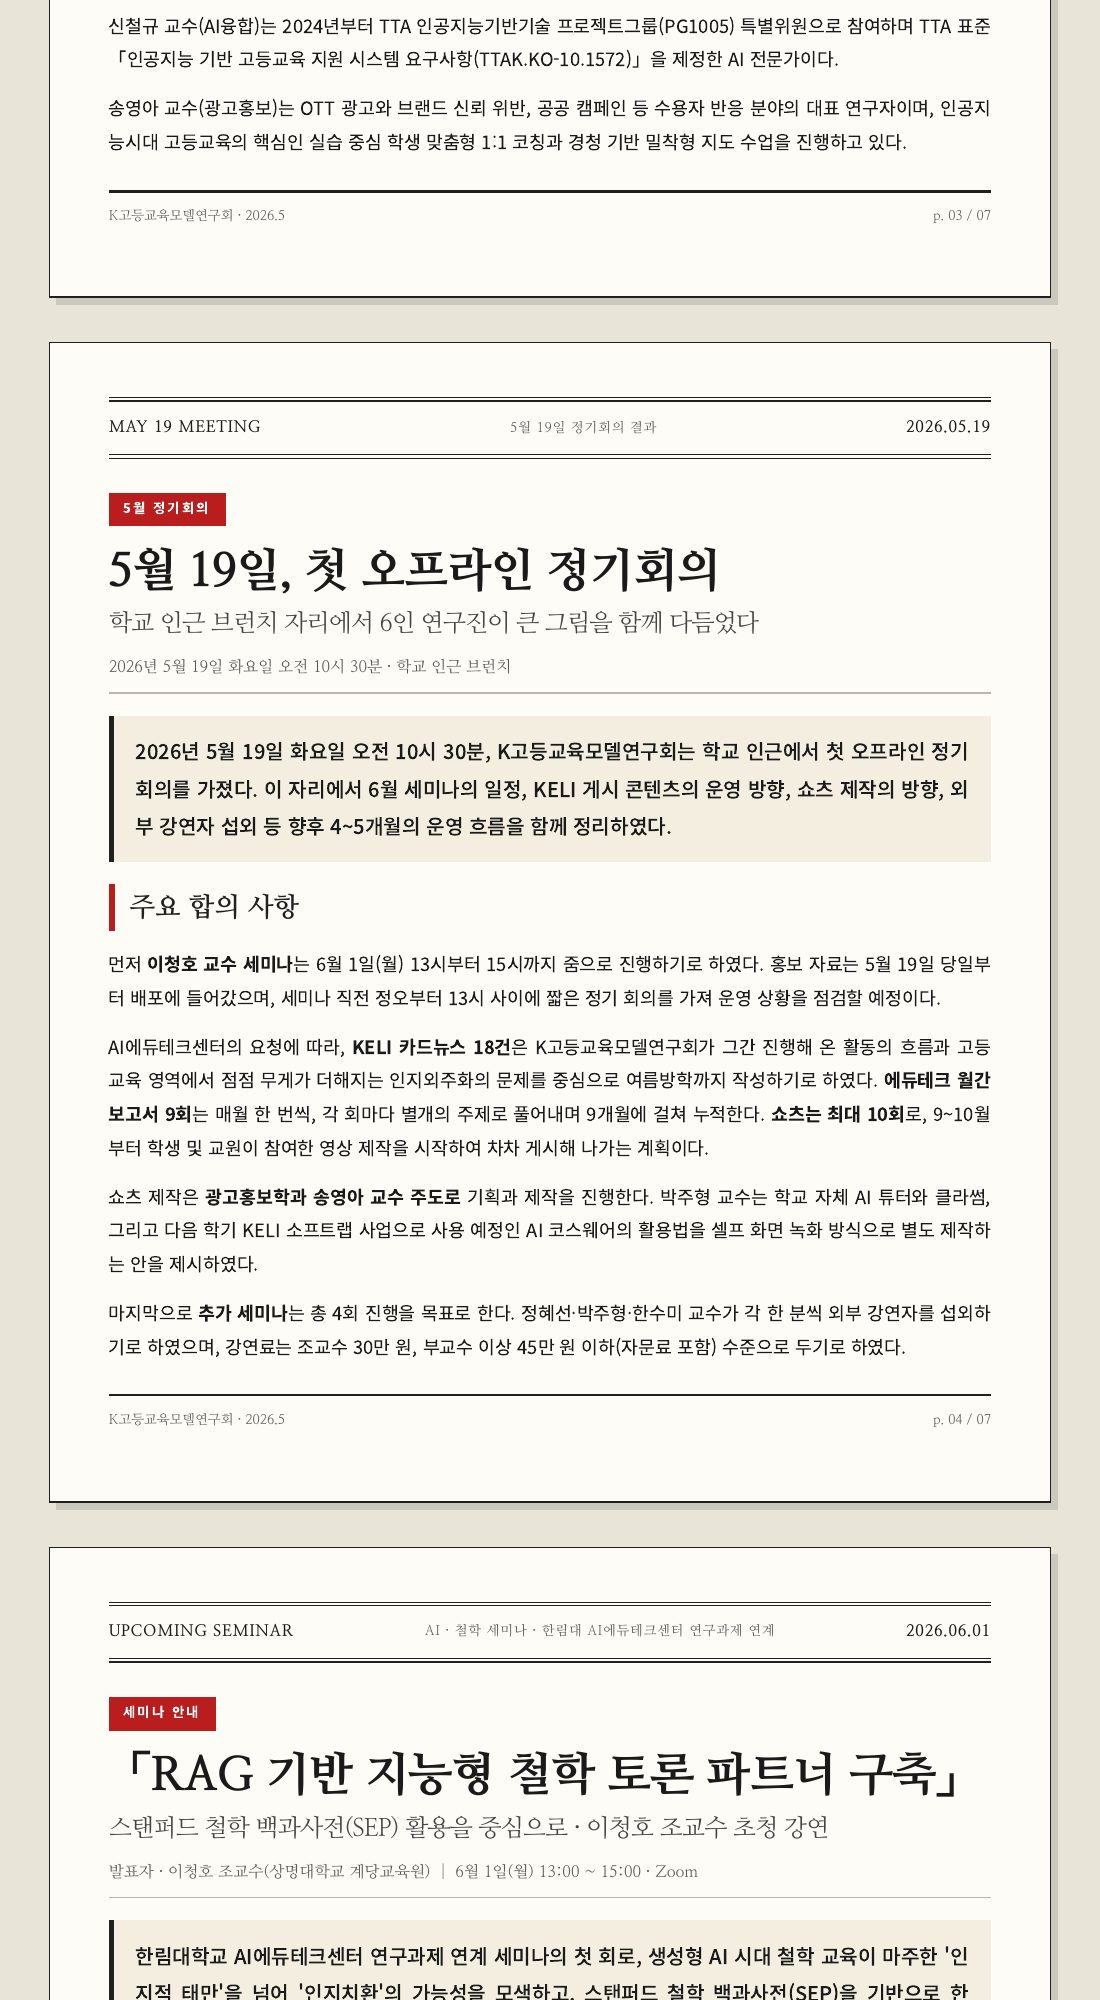 신철규 교수(AI융합)는 2024년부터 TTA 인공지능기반기술 프로젝트그룹(PG1005) 특별위원으로 참여하며 TTA 표준
「인공지능 기반 고등교육 지원 시스템 요구사항(TTAK.KO-10.1572)」을 제정한 AI 전문가이다.
송영아 교수(광고홍보)는 OTT 광고와 브랜드 신뢰 위반, 공공 캠페인 등 수용자 반응 분야의 대표 연구자이며, 인공지
능시대 고등교육의 핵심인 실습 중심 학생 맞춤형 1:1 코칭과 경청 기반 밀착형 지도 수업을 진행하고 있다.
K고등교육모델연구회 · 2026.5
p. 03 / 07
MAY 19 MEETING
5월 19일 정기회의 결과
2026.05.19
5월 정기회의
5월 19일, 첫 오프라인 정기회의
학교 인근 브런치 자리에서 6인 연구진이 큰 그림을 함께 다듬었다
2026년 5월 19일 화요일 오전 10시 30분 · 학교 인근 브런치
2026년 5월 19일 화요일 오전 10시 30분, K고등교육모델연구회는 학교 인근에서 첫 오프라인 정기
회의를 가졌다. 이 자리에서 6월 세미나의 일정, KELI 게시 콘텐츠의 운영 방향, 쇼츠 제작의 방향, 외
부 강연자 섭외 등 향후 4~5개월의 운영 흐름을 함께 정리하였다.
주요 합의 사항
먼저 이청호 교수 세미나는 6월 1일(월) 13시부터 15시까지 줌으로 진행하기로 하였다. 홍보 자료는 5월 19일 당일부
터 배포에 들어갔으며, 세미나 직전 정오부터 13시 사이에 짧은 정기 회의를 가져 운영 상황을 점검할 예정이다.
AI에듀테크센터의 요청에 따라, KELI 카드뉴스 18건은 K고등교육모델연구회가 그간 진행해 온 활동의 흐름과 고등
교육 영역에서 점점 무게가 더해지는 인지외주화의 문제를 중심으로 여름방학까지 작성하기로 하였다. 에듀테크 월간
보고서 9회는 매월 한 번씩, 각 회마다 별개의 주제로 풀어내며 9개월에 걸쳐 누적한다. 쇼츠는 최대 10회로, 9~10월
부터 학생 및 교원이 참여한 영상 제작을 시작하여 차차 게시해 나가는 계획이다.
쇼츠 제작은 광고홍보학과 송영아 교수 주도로 기획과 제작을 진행한다. 박주형 교수는 학교 자체 AI 튜터와 클라썸,
그리고 다음 학기 KELI 소프트랩 사업으로 사용 예정인 AI 코스웨어의 활용법을 셀프 화면 녹화 방식으로 별도 제작하
는 안을 제시하였다.
마지막으로 추가 세미나는 총 4회 진행을 목표로 한다. 정혜선·박주형·한수미 교수가 각 한 분씩 외부 강연자를 섭외하
기로 하였으며, 강연료는 조교수 30만 원, 부교수 이상 45만 원 이하(자문료 포함) 수준으로 두기로 하였다.
K고등교육모델연구회 · 2026.5
p. 04 / 07
UPCOMING SEMINAR
AI · 철학 세미나 · 한림대 AI에듀테크센터 연구과제 연계
2026.06.01
세미나 안내
「RAG 기반 지능형 철학 토론 파트너 구축」
스탠퍼드 철학 백과사전(SEP) 활용을 중심으로 · 이청호 조교수 초청 강연
발표자 · 이청호 조교수(상명대학교 계당교육원) | 6월 1일(월) 13:00 ~ 15:00 · Zoom
한림대학교 AI에듀테크센터 연구과제 연계 세미나의 첫 회로, 생성형 AI 시대 철학 교육이 마주한 '인
지적 태만'을 넘어 '인지치환'의 가능성을 모색하고, 스탠퍼드 철학 백과사전(SEP)을 기반으로 한